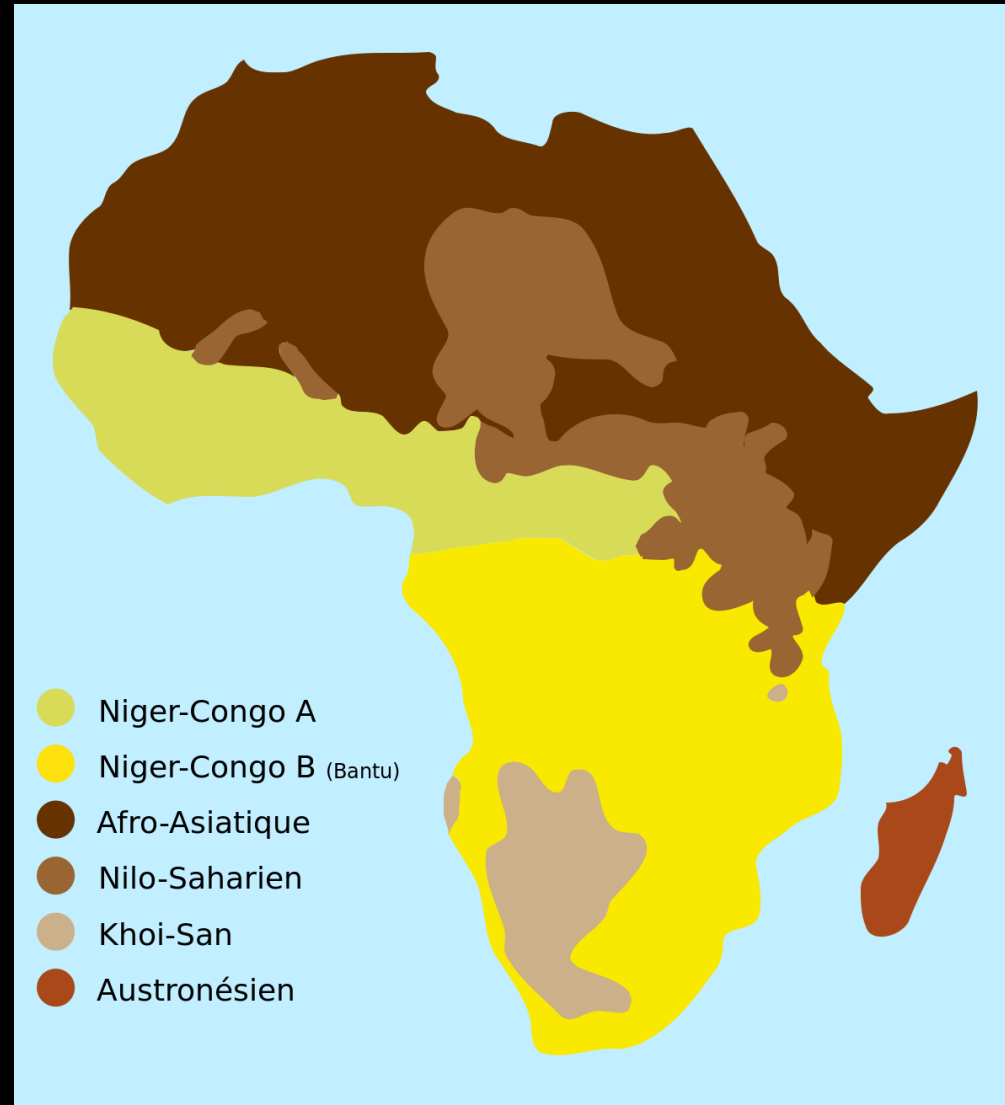 Niger-Congo A
Niger-Congo B (Bantu)
Afro-Asiatique
Nilo-Saharien
Khoi-San
Austronésien